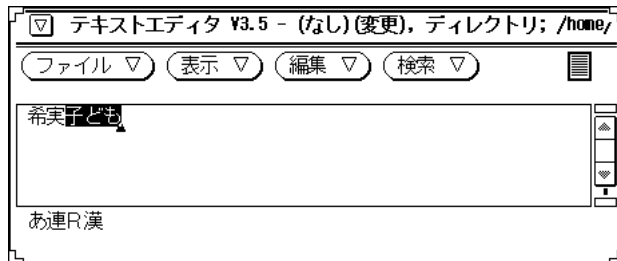 テキストエディタ V3.5 - (なし)(変更), ディレクトリ; /home/
ファイル ▽ 表示 ▽ 編集 ▽ 検索 ▽
希実子ども
あ連R漢